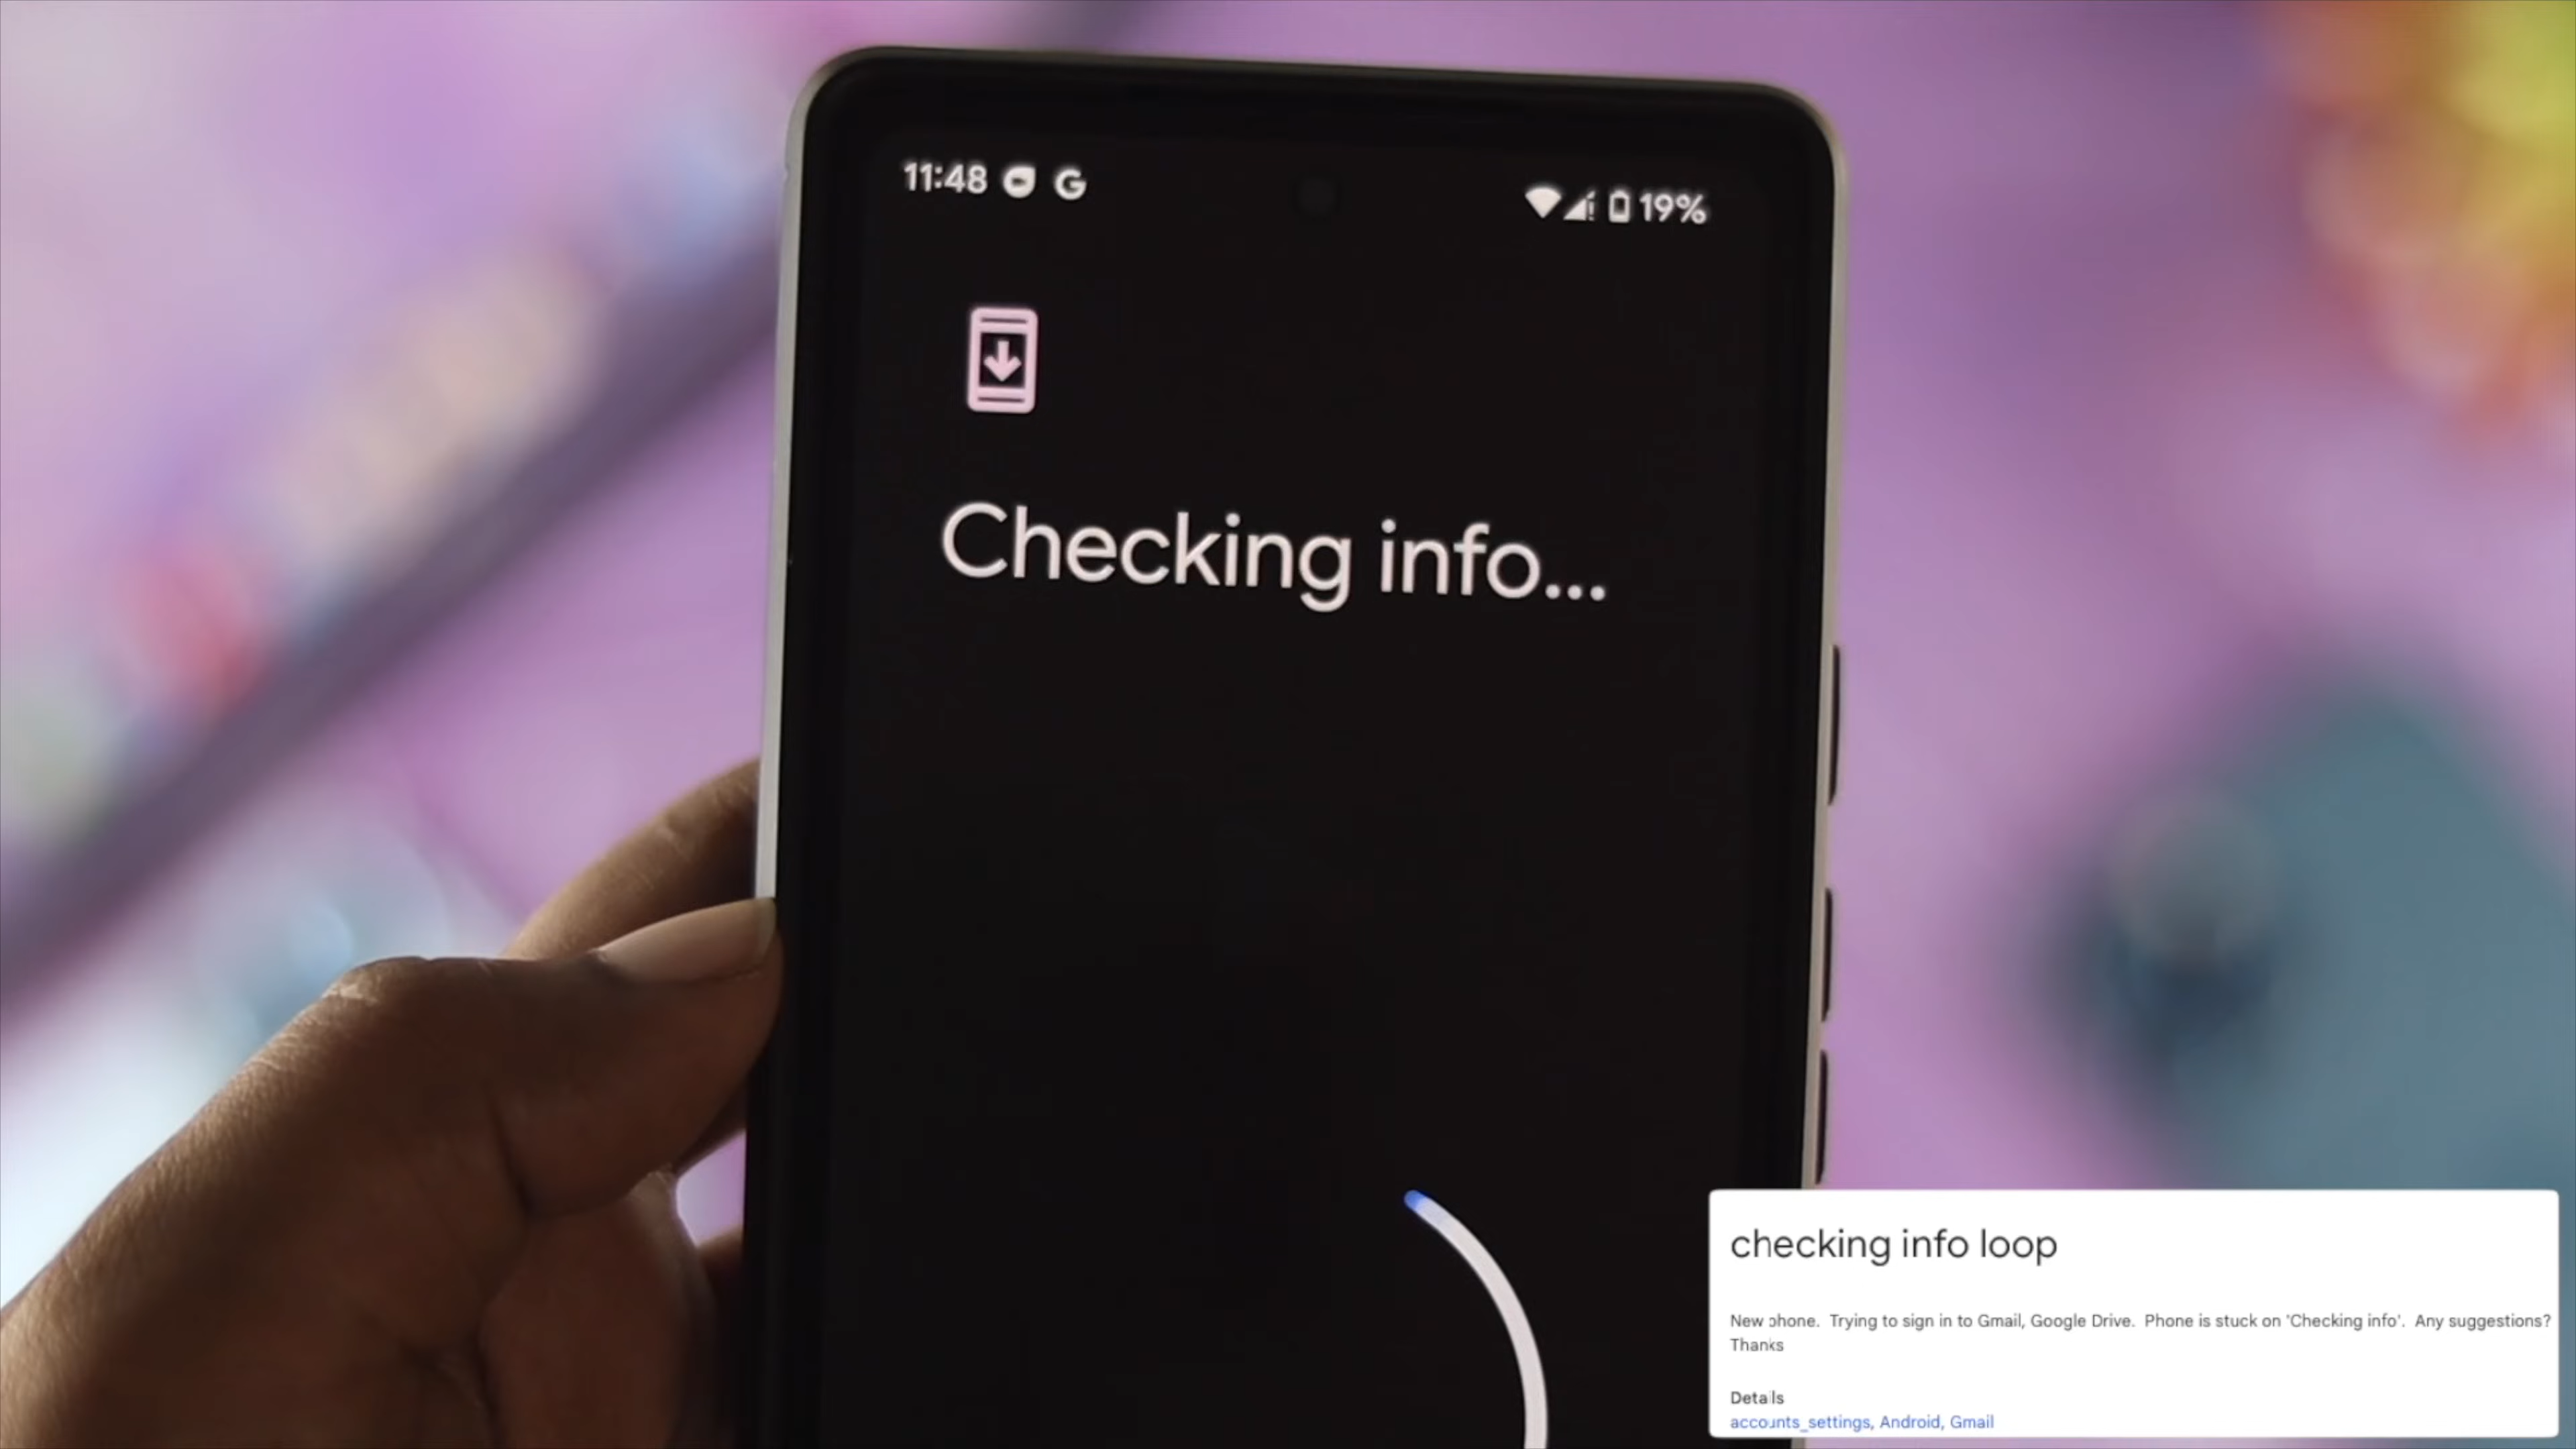 11:48 G
19%
Checking info...
checking info loop
New phone. Trying to sign in to Gmail, Google Drive. Phone is stuck on 'Checking info'. Any suggestions?
Thanks
Details
accounts_settings, Android, Gmail